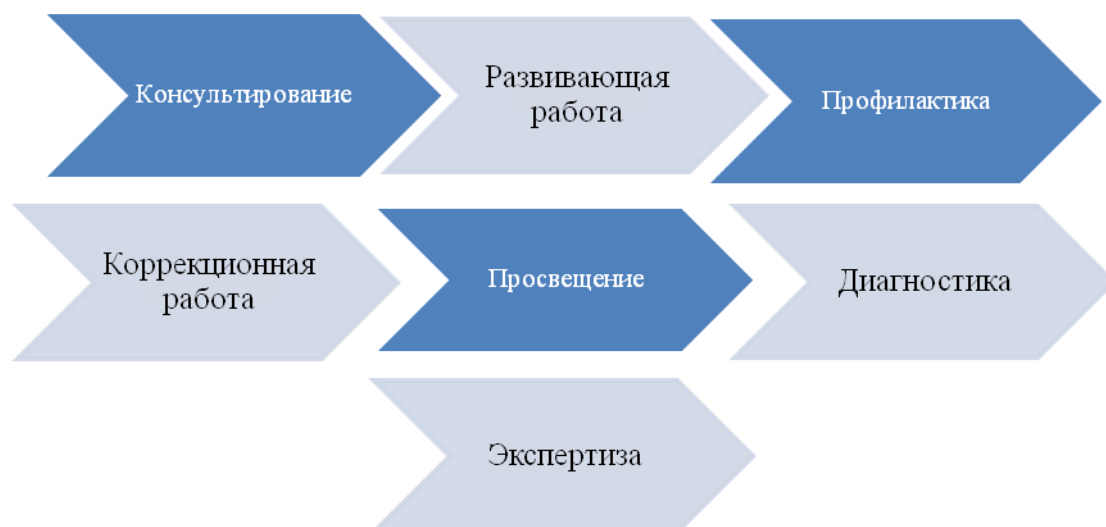 Консультирование
Развивающая
работа
Профилактика
Коррекционная
работа
Просвещение
Диагностика
Экспертиза